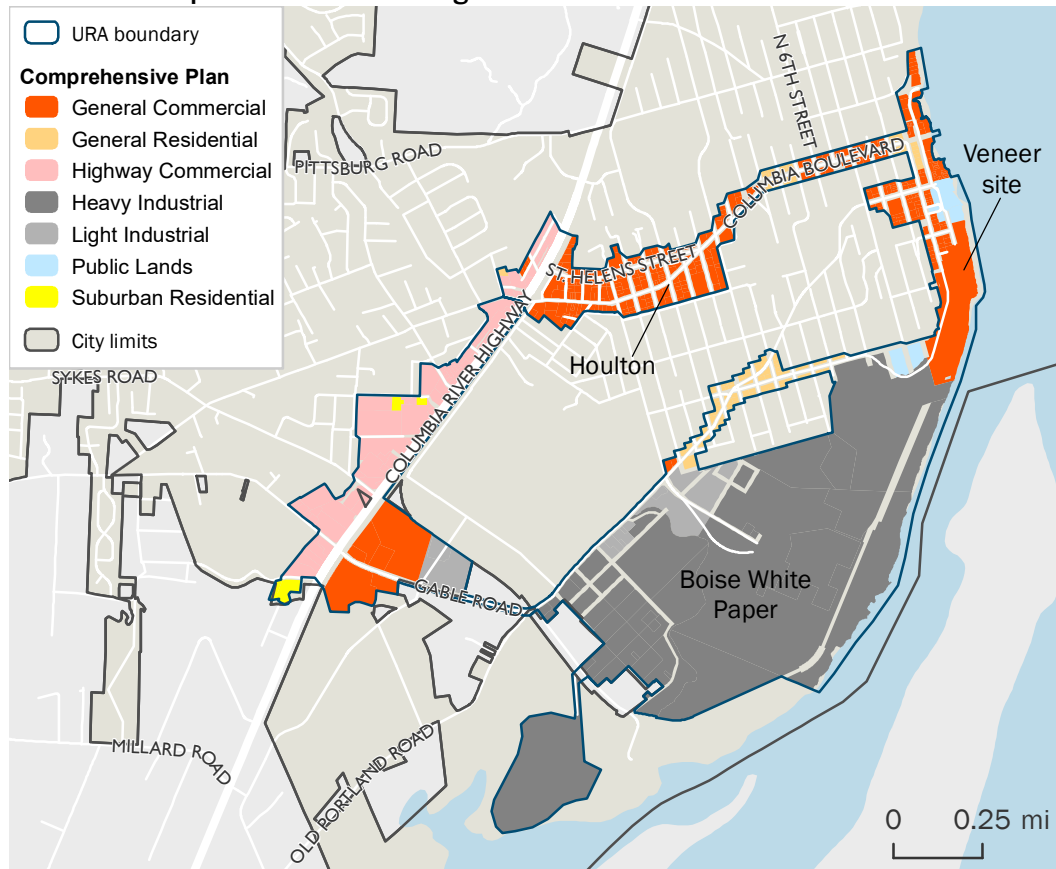 URA boundary
Comprehensive Plan
General Commercial
General Residential
Highway Commercial
Heavy Industrial
Light Industrial
Public Lands
Suburban Residential
City limits
N 6TH STREET
PITTSBURG ROAD
COLUMBIA BOULEVARD
Veneer
site
ST. HELENS STREET
Houlton
SYKES ROAD
COLUMBIA RIVER HIGHWAY
GABLE ROAD
Boise White
Paper
MILLARD ROAD
OLD PORTLAND ROAD
0 0.25 mi